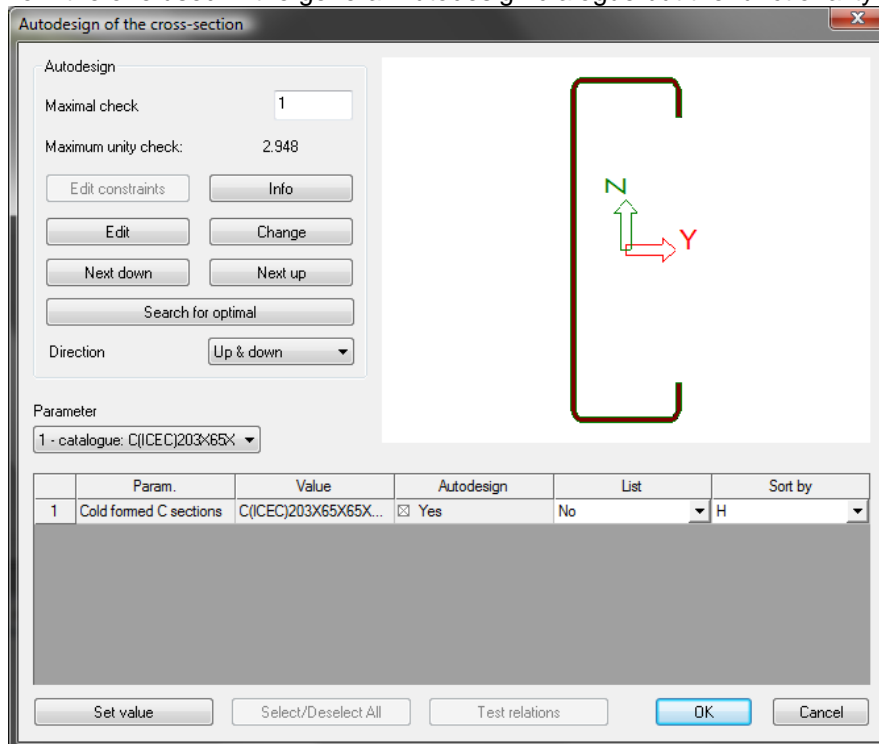 Autodesign of the cross-section
Autodesign
Maximal check 1
Maximum unity check: 2.948
Edit constraints Info
Edit Change
Next down Next up
Search for optimal
Direction Up & down
N
Y
Parameter
1 - catalogue: C(ICEC)203X65X
Param. Value Autodesign List Sort by
1 Cold formed C sections C(ICEC)203X65X65X... Yes No H
Set value Select/Deselect All Test relations OK Cancel